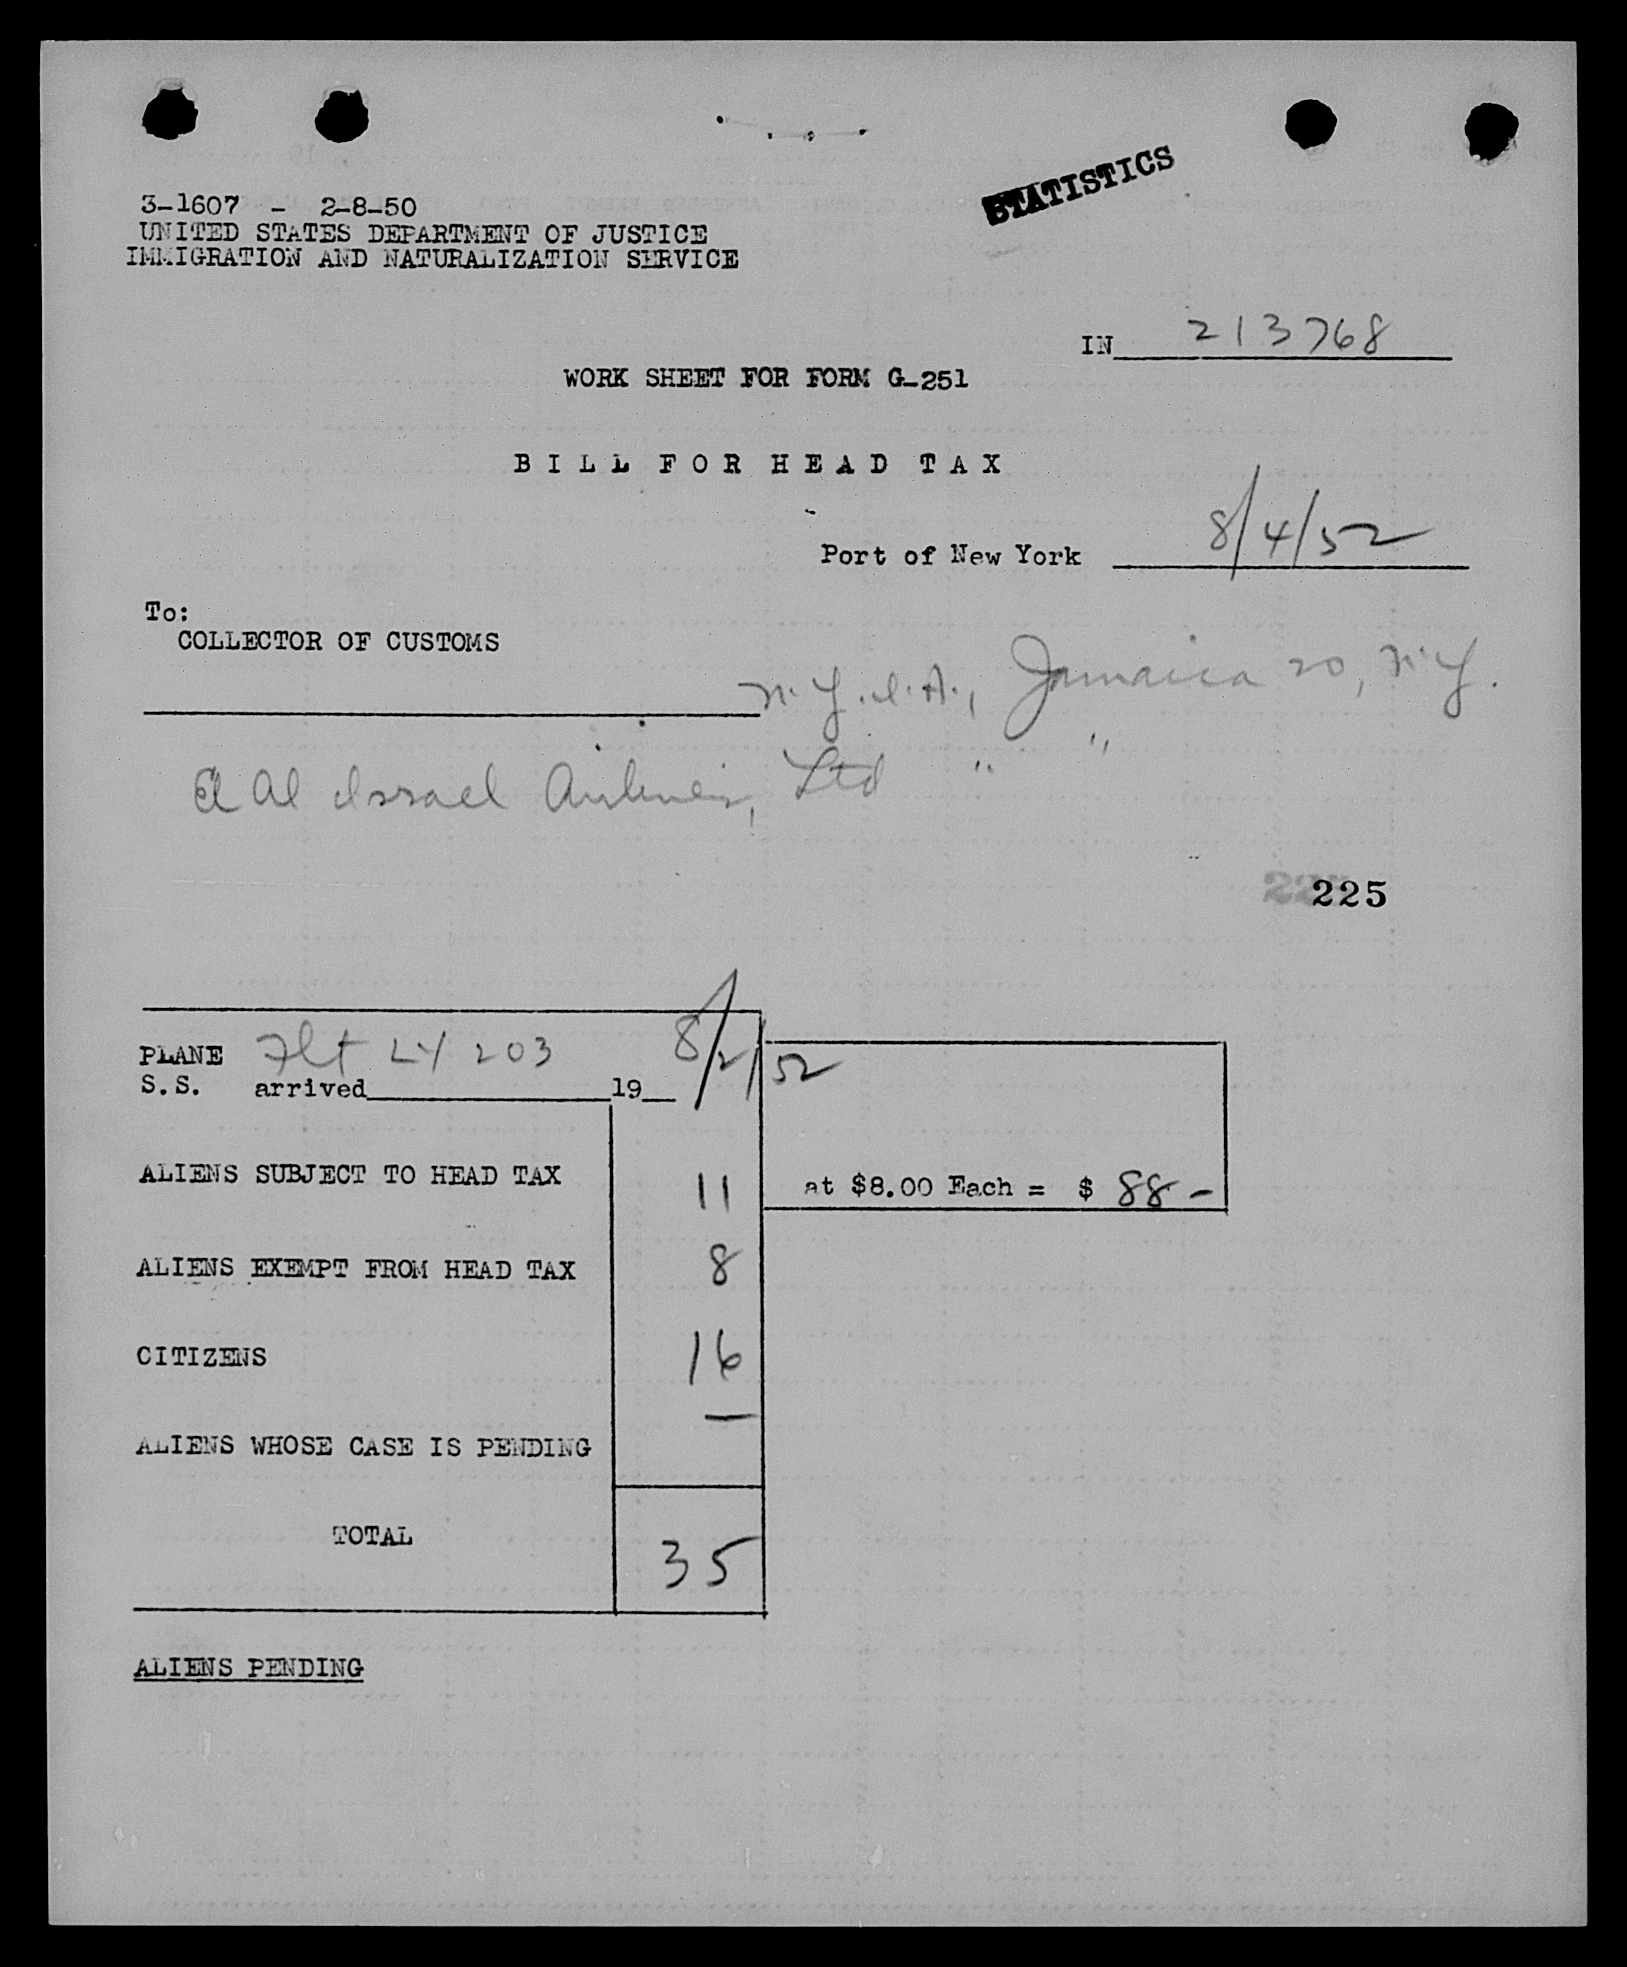 STATISTICS
3-1607 - 2-8-50
UNITED STATES DEPARTMENT OF JUSTICE
IMMIGRATION AND NATURALIZATION SERVICE
IN 213768
WORK SHEET FOR FORM G-251
BILL FOR HEAD TAX
Port of New York 8/4/52
To:
COLLECTOR OF CUSTOMS
N.Y.I.A., Jamaica 20, N.Y.
El Al Israel Airlines, Ltd " "
225
PLANE Flt LY 203 8/2/52
S.S. arrived 19
ALIENS SUBJECT TO HEAD TAX 11 at $8.00 Each = $ 88 -
ALIENS EXEMPT FROM HEAD TAX 8
CITIZENS 16
ALIENS WHOSE CASE IS PENDING —
TOTAL 35
ALIENS PENDING